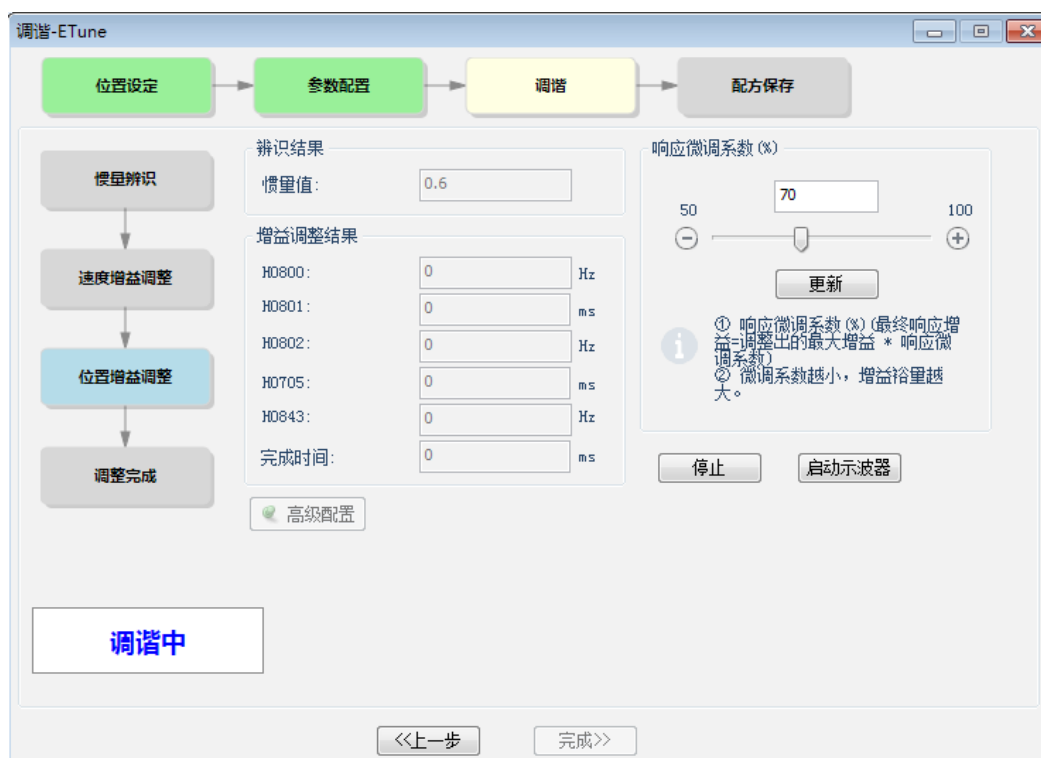 调谐-ETune
位置设定
参数配置
调谐
配方保存
惯量辨识
速度增益调整
位置增益调整
调整完成
辨识结果
惯量值:
0.6
增益调整结果
H0800:
0
Hz
H0801:
0
ms
H0802:
0
Hz
H0705:
0
ms
H0843:
0
Hz
完成时间:
0
ms
高级配置
响应微调系数(%)
70
50
100
更新
① 响应微调系数(%)(最终响应增
益=调整出的最大增益 * 响应微
调系数)
② 微调系数越小，增益裕量越
大。
停止
启动示波器
调谐中
<<上一步
完成>>